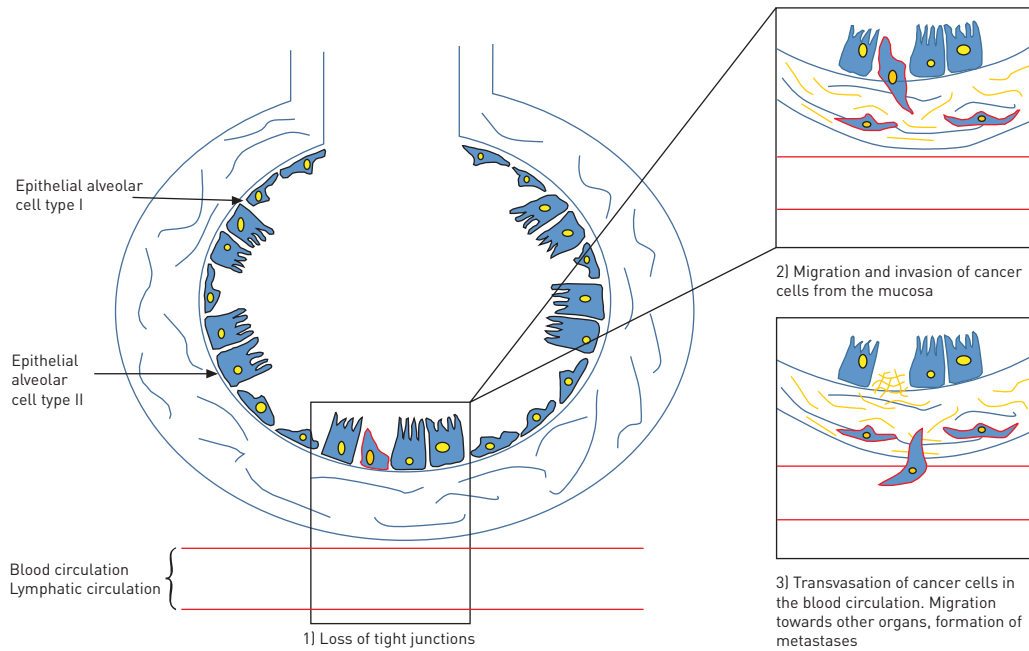 Epithelial alveolar
cell type I
Epithelial
alveolar
cell type II
Blood circulation
Lymphatic circulation
1) Loss of tight junctions
2) Migration and invasion of cancer
cells from the mucosa
3) Transvasation of cancer cells in
the blood circulation. Migration
towards other organs, formation of
metastases